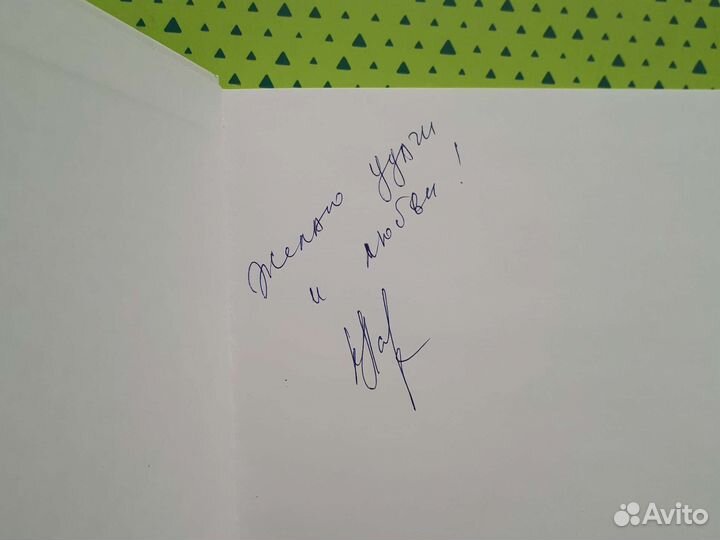 Желаю удачи
и любви!
Avito